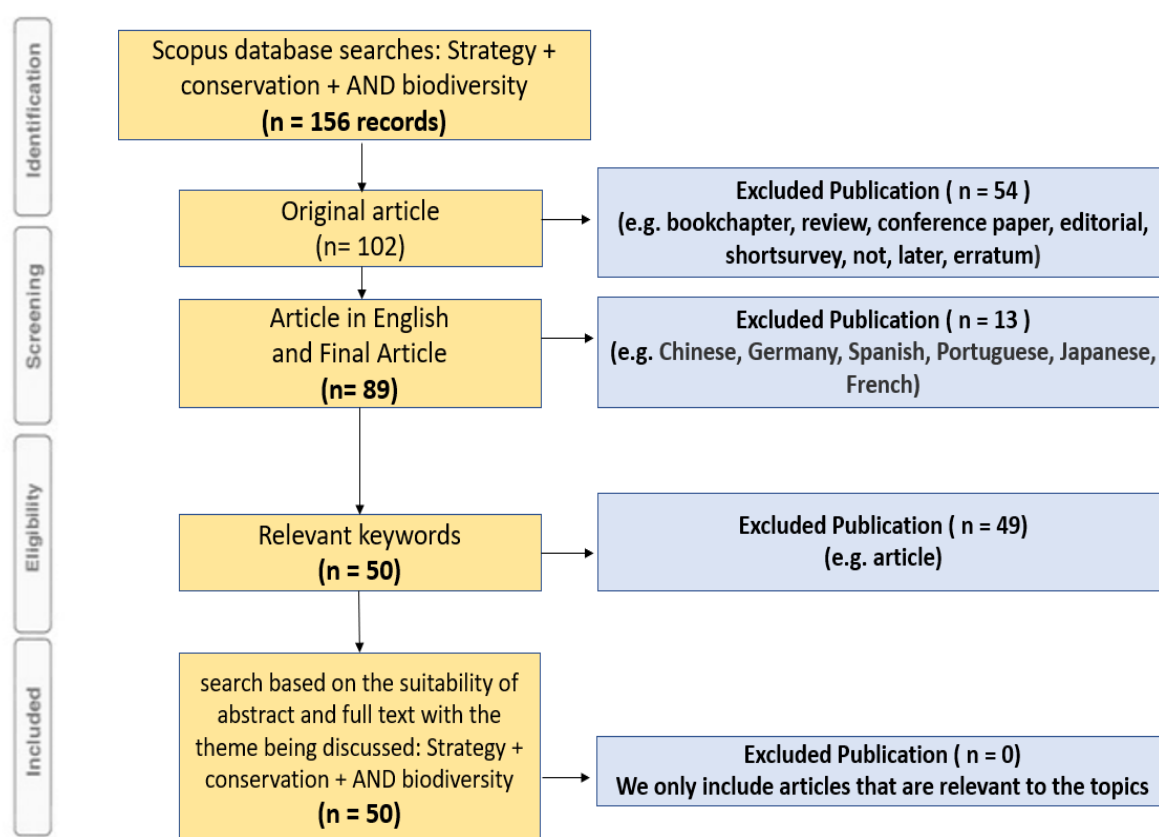 Identification
Scopus database searches: Strategy +
conservation + AND biodiversity
(n = 156 records)
Original article
(n= 102)
Excluded Publication ( n = 54 )
(e.g. bookchapter, review, conference paper, editorial,
shortsurvey, not, later, erratum)
Screening
Article in English
and Final Article
(n= 89)
Excluded Publication ( n = 13 )
(e.g. Chinese, Germany, Spanish, Portuguese, Japanese,
French)
Eligibility
Relevant keywords
(n = 50)
Excluded Publication ( n = 49)
(e.g. article)
Included
search based on the suitability of
abstract and full text with the
theme being discussed: Strategy +
conservation + AND biodiversity
(n = 50)
Excluded Publication ( n = 0)
We only include articles that are relevant to the topics